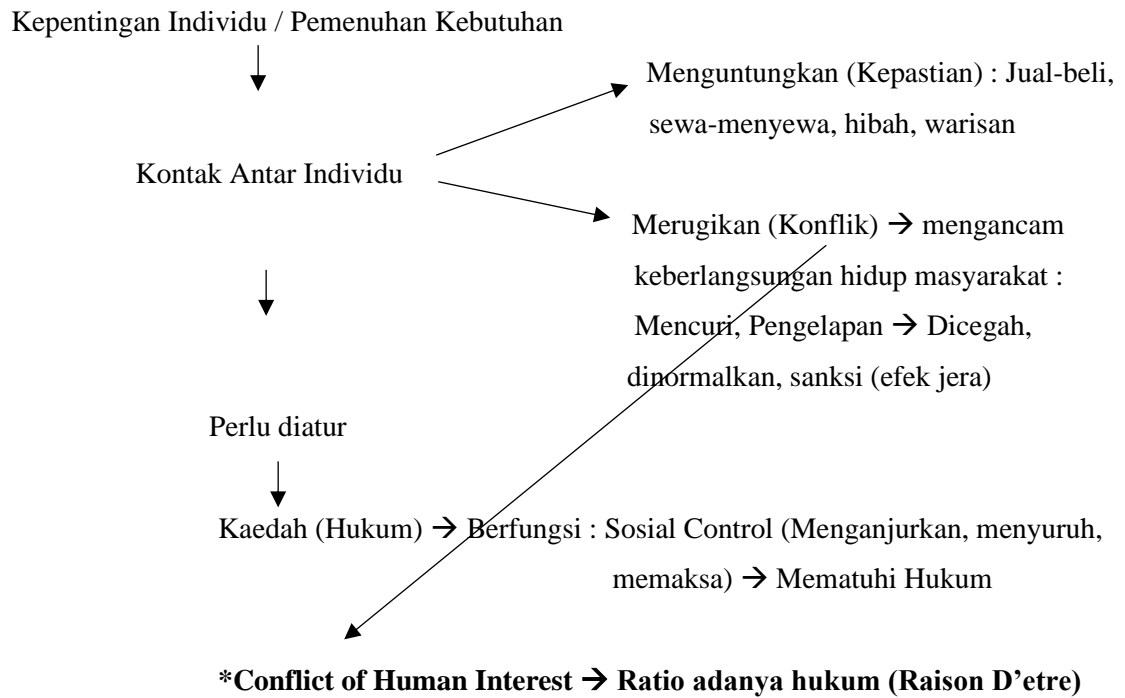 Kepentingan Individu / Pemenuhan Kebutuhan
Menguntungkan (Kepastian) : Jual-beli,
sewa-menyewa, hibah, warisan
Kontak Antar Individu
Merugikan (Konflik) → mengancam
keberlangsungan hidup masyarakat :
Mencuri, Pengelapan → Dicegah,
dinormalkan, sanksi (efek jera)
Perlu diatur
Kaedah (Hukum) → Berfungsi : Sosial Control (Menganjurkan, menyuruh,
memaksa) → Mematuhi Hukum
*Conflict of Human Interest → Ratio adanya hukum (Raison D’etre)